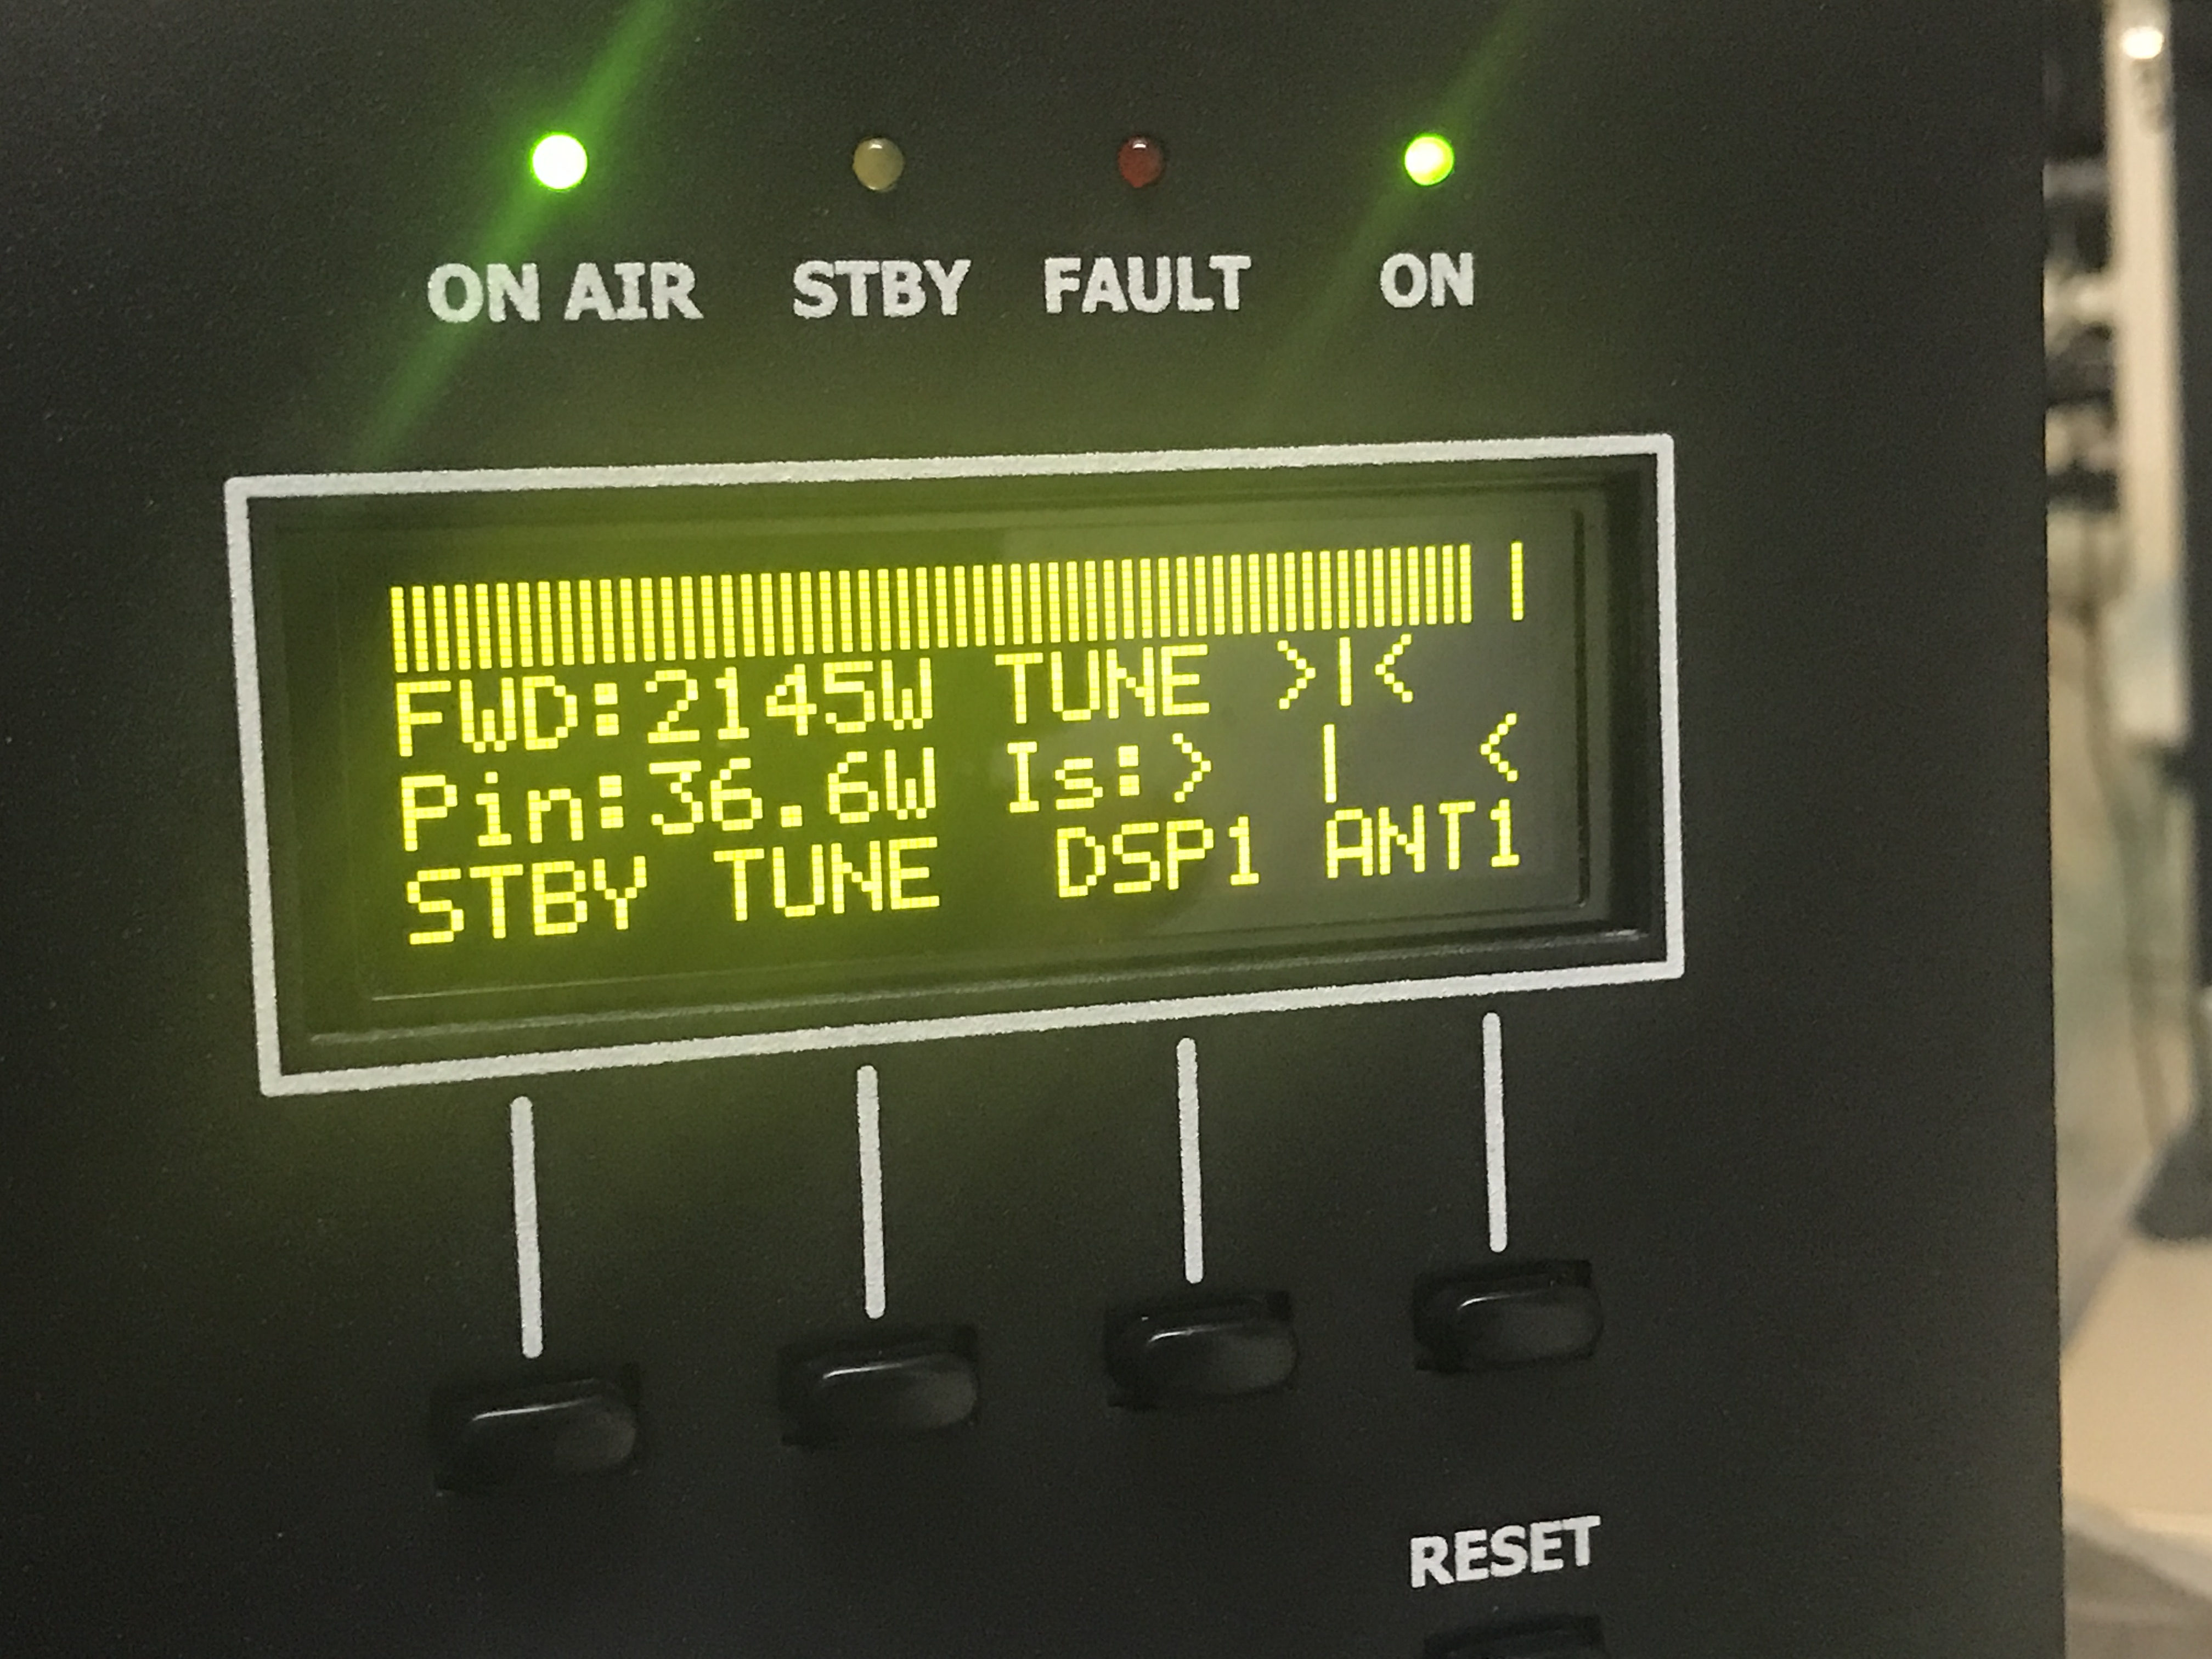 ON AIR STBY FAULT ON
FWD:2145W TUNE >|<
Pin:36.6W Is:> | <
STBY TUNE DSP1 ANT1
RESET